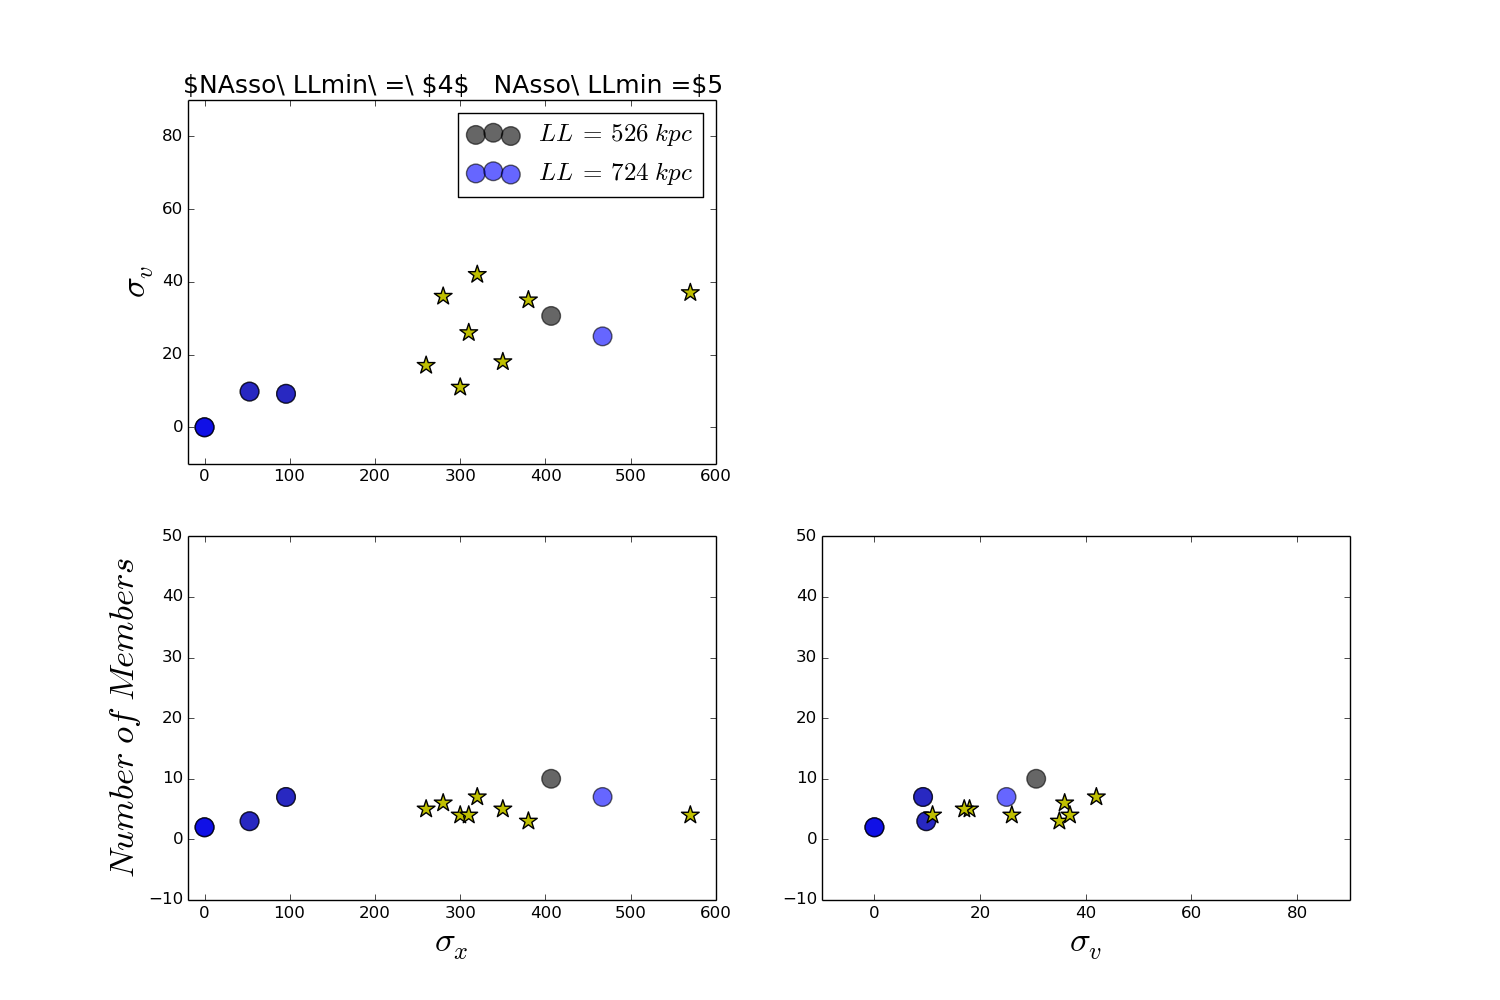 $NAsso\ LLmin\ =\ $4$   NAsso\ LLmin =$5
LL = 526 kpc
LL = 724 kpc
σ_v
80
60
40
20
0
0 100 200 300 400 500 600
Number of Members
50
40
30
20
10
0
−10
0 100 200 300 400 500 600
σ_x
50
40
30
20
10
0
−10
0 20 40 60 80
σ_v